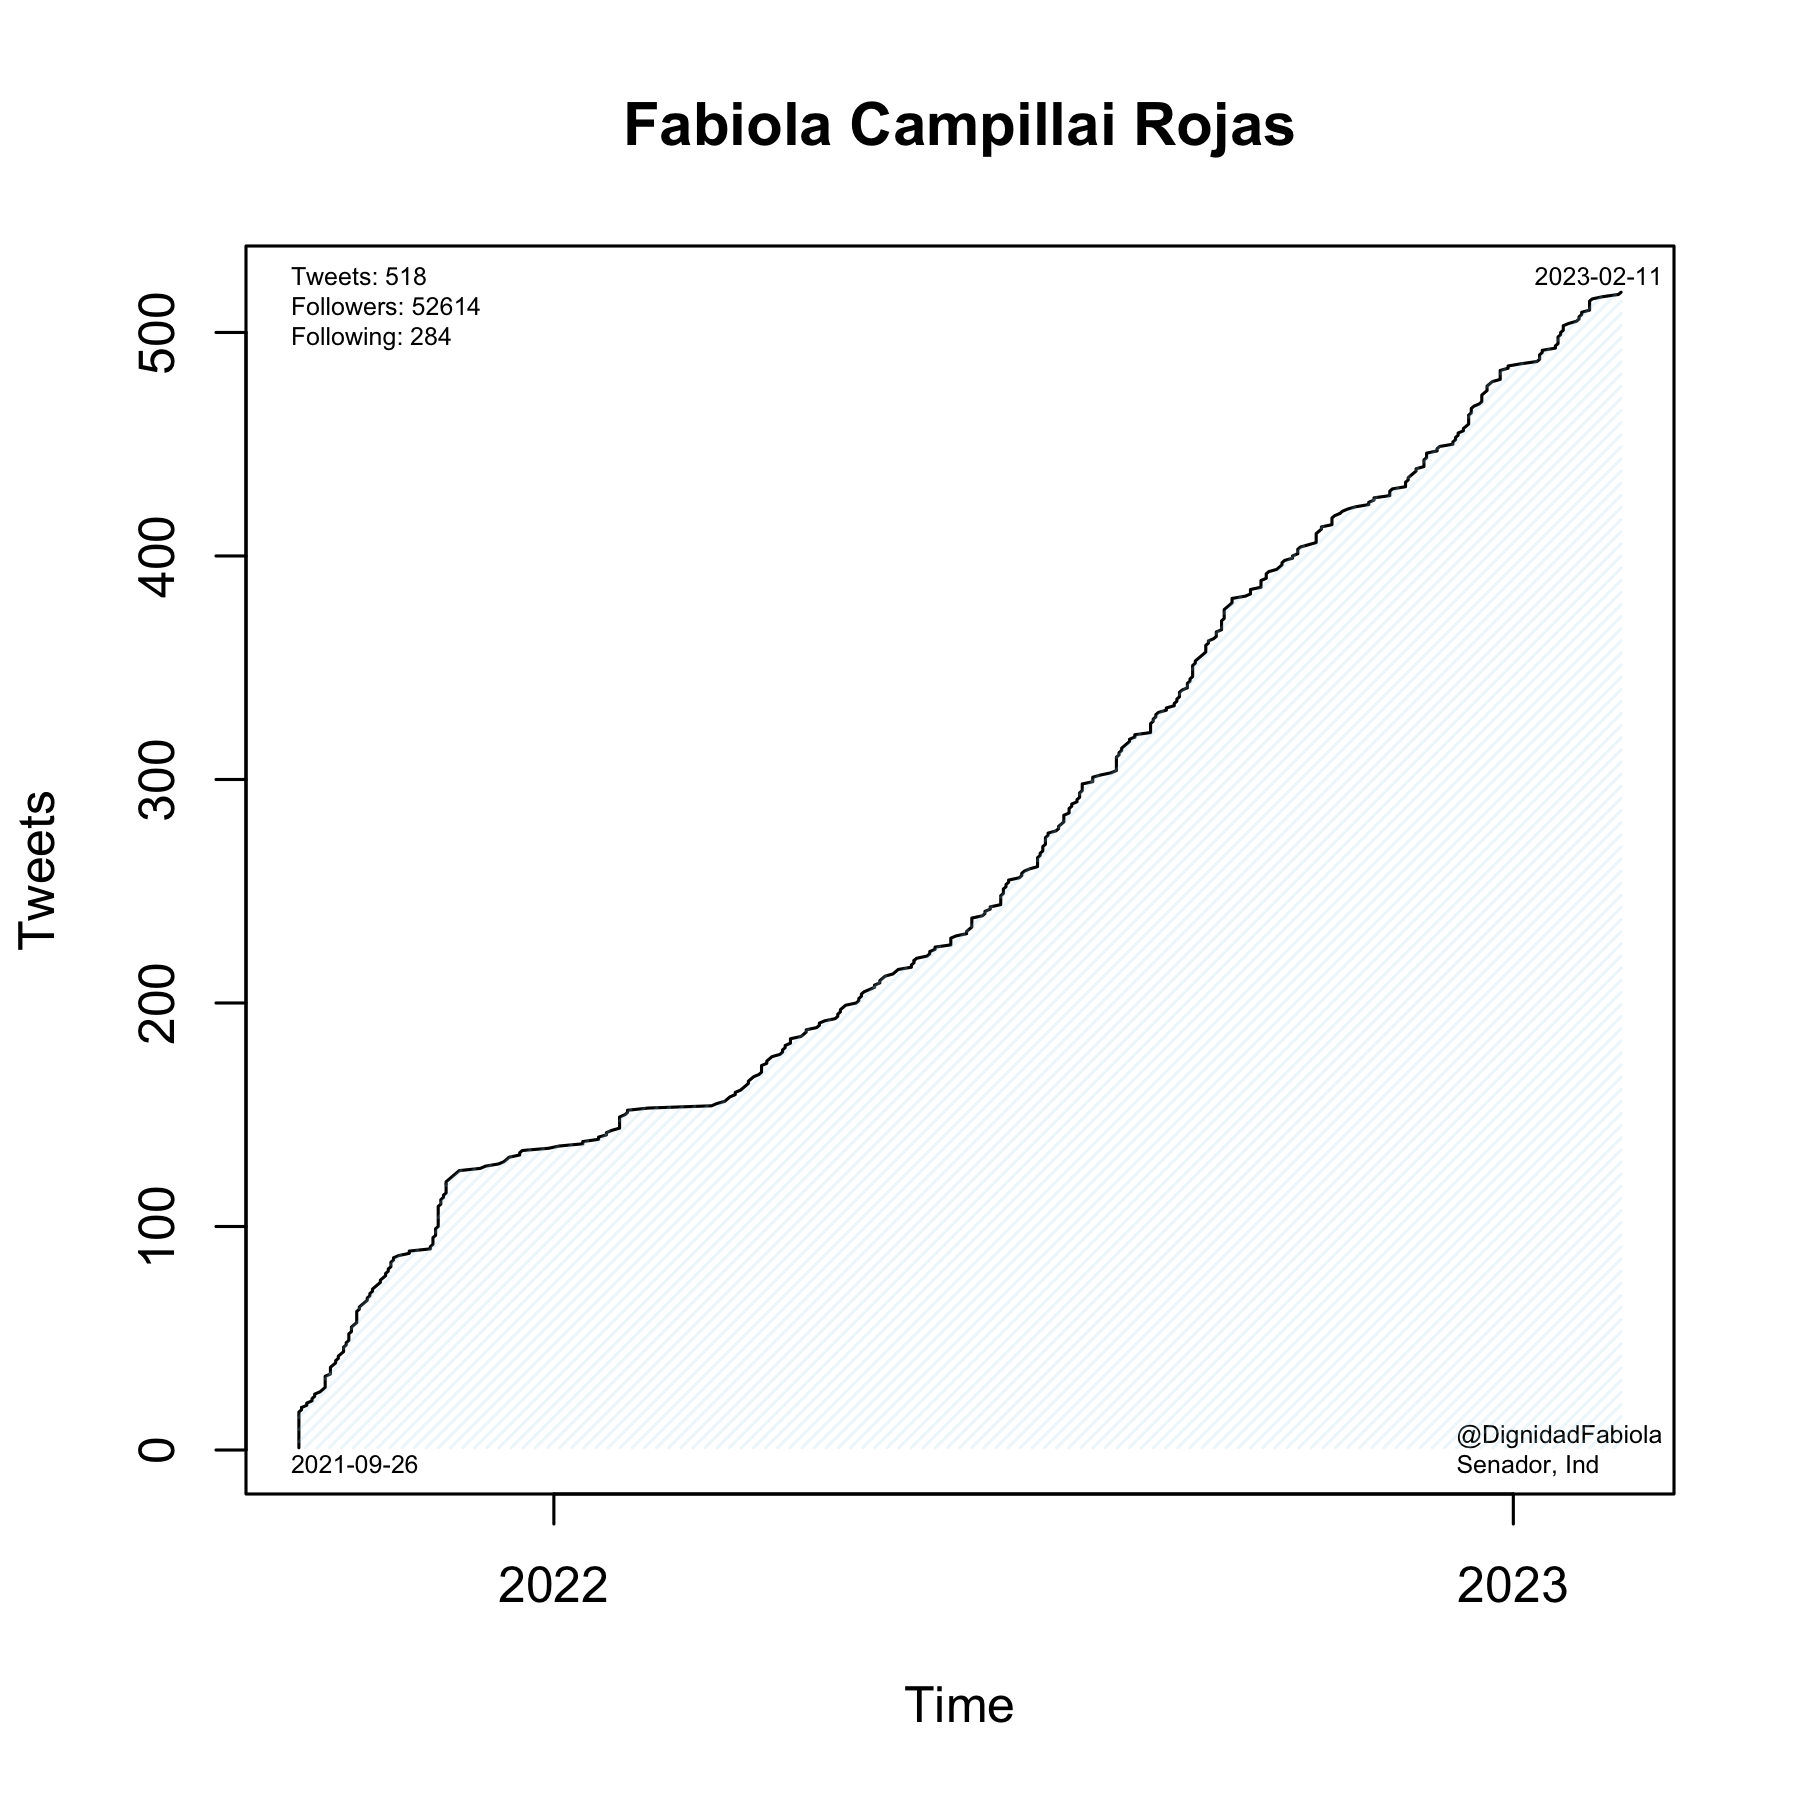 Fabiola Campillai Rojas
Tweets: 518
Followers: 52614
Following: 284
2023-02-11
500
400
300
200
100
0
Tweets
@DignidadFabiola
Senador, Ind
2021-09-26
2022
2023
Time